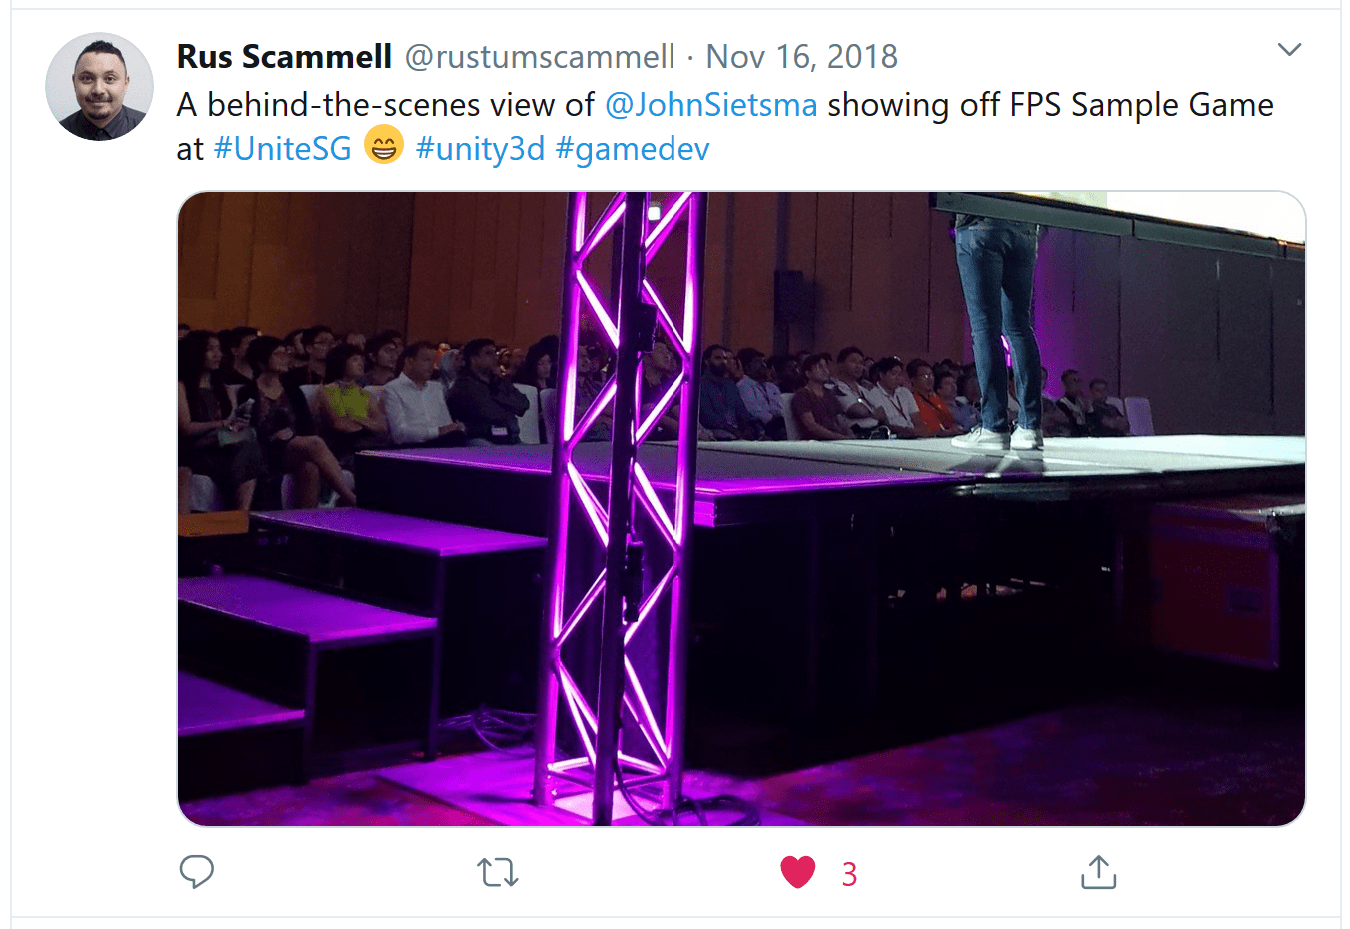 Rus Scammell @rustumscammell · Nov 16, 2018
A behind-the-scenes view of @JohnSietsma showing off FPS Sample Game
at #UniteSG 😁 #unity3d #gamedev
3